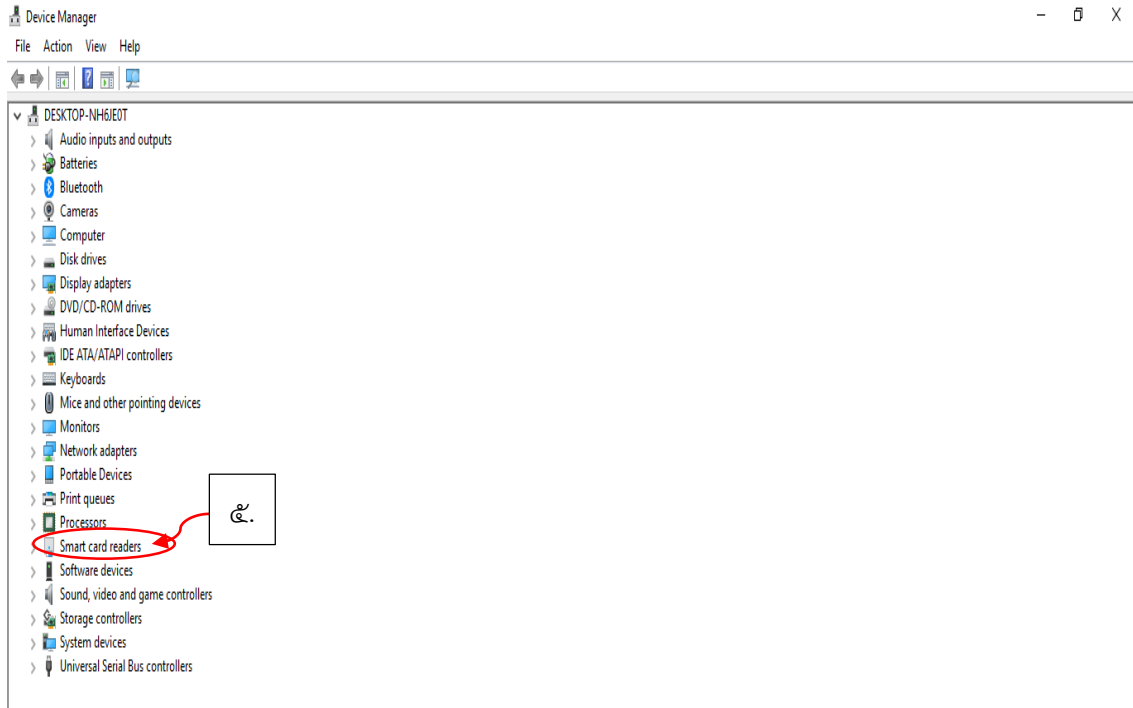 Device Manager
File Action View Help
DESKTOP-NH6JE0T
Audio inputs and outputs
Batteries
Bluetooth
Cameras
Computer
Disk drives
Display adapters
DVD/CD-ROM drives
Human Interface Devices
IDE ATA/ATAPI controllers
Keyboards
Mice and other pointing devices
Monitors
Network adapters
Portable Devices
Print queues
Processors
๕.
Smart card readers
Software devices
Sound, video and game controllers
Storage controllers
System devices
Universal Serial Bus controllers